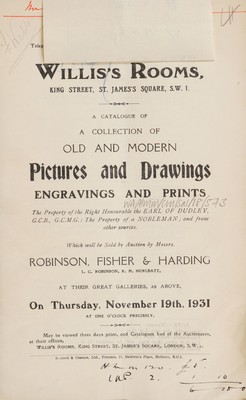 WILLIS'S ROOMS,
KING STREET, ST. JAMES'S SQUARE, S.W. 1.
A CATALOGUE OF
A COLLECTION OF
OLD AND MODERN
Pictures and Drawings
ENGRAVINGS AND PRINTS
The Property of the Right Honourable the EARL OF DUDLEY,
G.C.B., G.C.M.G.; The Property of a NOBLEMAN; and from
other sources.
Which will be Sold by Auction by Messrs.
ROBINSON, FISHER & HARDING
L. C. ROBINSON, R. M. HURLBATT,
AT THEIR GREAT GALLERIES, AS ABOVE,
On Thursday, November 19th, 1931
AT ONE O'CLOCK PRECISELY.
May be viewed three days prior, and Catalogues had of the Auctioneers,
at their offices,
WILLIS'S ROOMS, KING STREET, ST. JAMES'S SQUARE, LONDON, S.W.